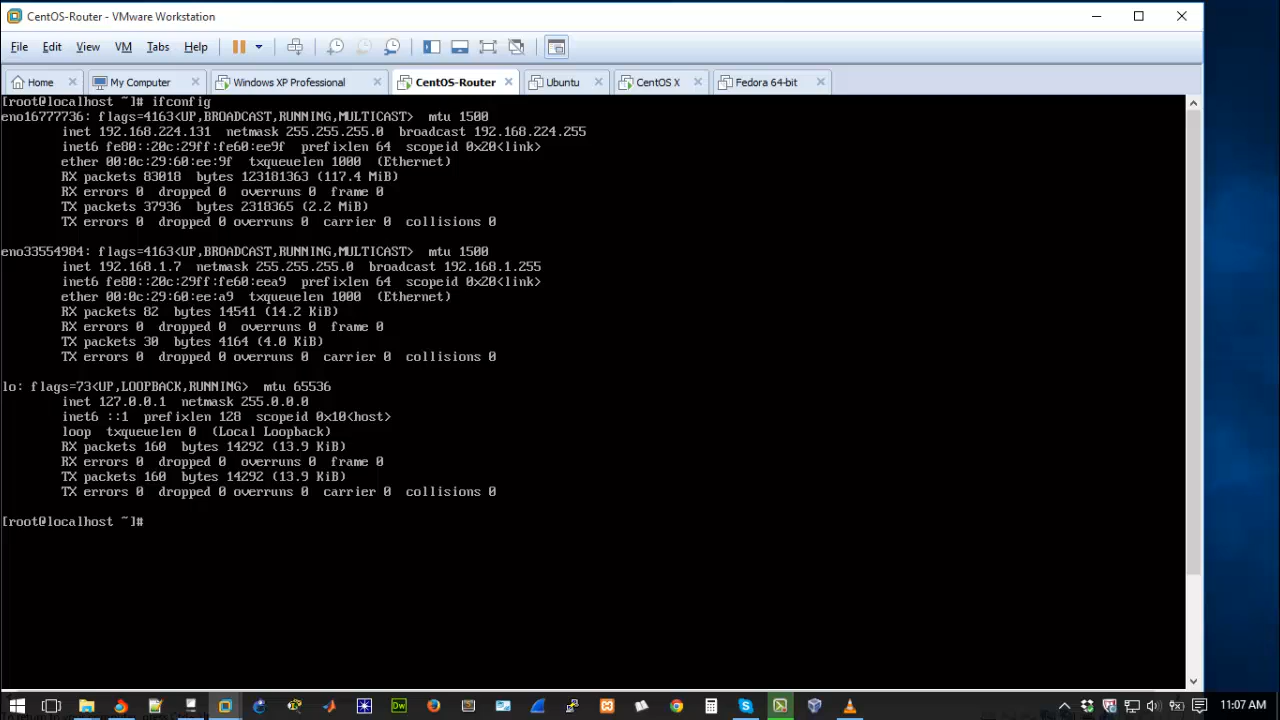 CentOS-Router - VMware Workstation
File Edit View VM Tabs Help
Home My Computer Windows XP Professional CentOS-Router Ubuntu CentOS X Fedora 64-bit
[root@localhost ~]# ifconfig
eno16777736: flags=4163<UP,BROADCAST,RUNNING,MULTICAST> mtu 1500
inet 192.168.224.131 netmask 255.255.255.0 broadcast 192.168.224.255
inet6 fe80::20c:29ff:fe60:ee9f prefixlen 64 scopeid 0x20<link>
ether 00:0c:29:60:ee:9f txqueuelen 1000 (Ethernet)
RX packets 83018 bytes 123181363 (117.4 MiB)
RX errors 0 dropped 0 overruns 0 frame 0
TX packets 37936 bytes 2318365 (2.2 MiB)
TX errors 0 dropped 0 overruns 0 carrier 0 collisions 0
eno33554984: flags=4163<UP,BROADCAST,RUNNING,MULTICAST> mtu 1500
inet 192.168.1.7 netmask 255.255.255.0 broadcast 192.168.1.255
inet6 fe80::20c:29ff:fe60:eea9 prefixlen 64 scopeid 0x20<link>
ether 00:0c:29:60:ee:a9 txqueuelen 1000 (Ethernet)
RX packets 82 bytes 14541 (14.2 KiB)
RX errors 0 dropped 0 overruns 0 frame 0
TX packets 30 bytes 4164 (4.0 KiB)
TX errors 0 dropped 0 overruns 0 carrier 0 collisions 0
lo: flags=73<UP,LOOPBACK,RUNNING> mtu 65536
inet 127.0.0.1 netmask 255.0.0.0
inet6 ::1 prefixlen 128 scopeid 0x10<host>
loop txqueuelen 0 (Local Loopback)
RX packets 160 bytes 14292 (13.9 KiB)
RX errors 0 dropped 0 overruns 0 frame 0
TX packets 160 bytes 14292 (13.9 KiB)
TX errors 0 dropped 0 overruns 0 carrier 0 collisions 0
[root@localhost ~]#
Dw
11:07 AM